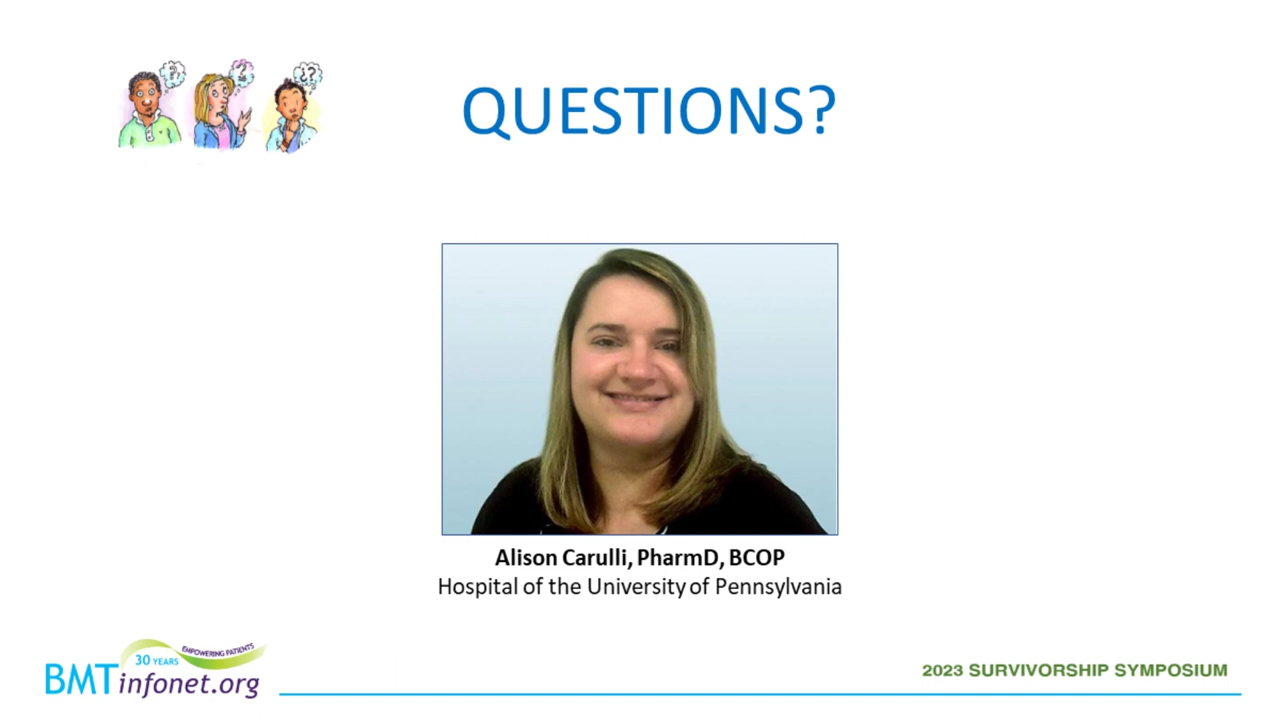 QUESTIONS?
Alison Carulli, PharmD, BCOP
Hospital of the University of Pennsylvania
30 YEARS
EMPOWERING PATIENTS
BMTinfonet.org
2023 SURVIVORSHIP SYMPOSIUM